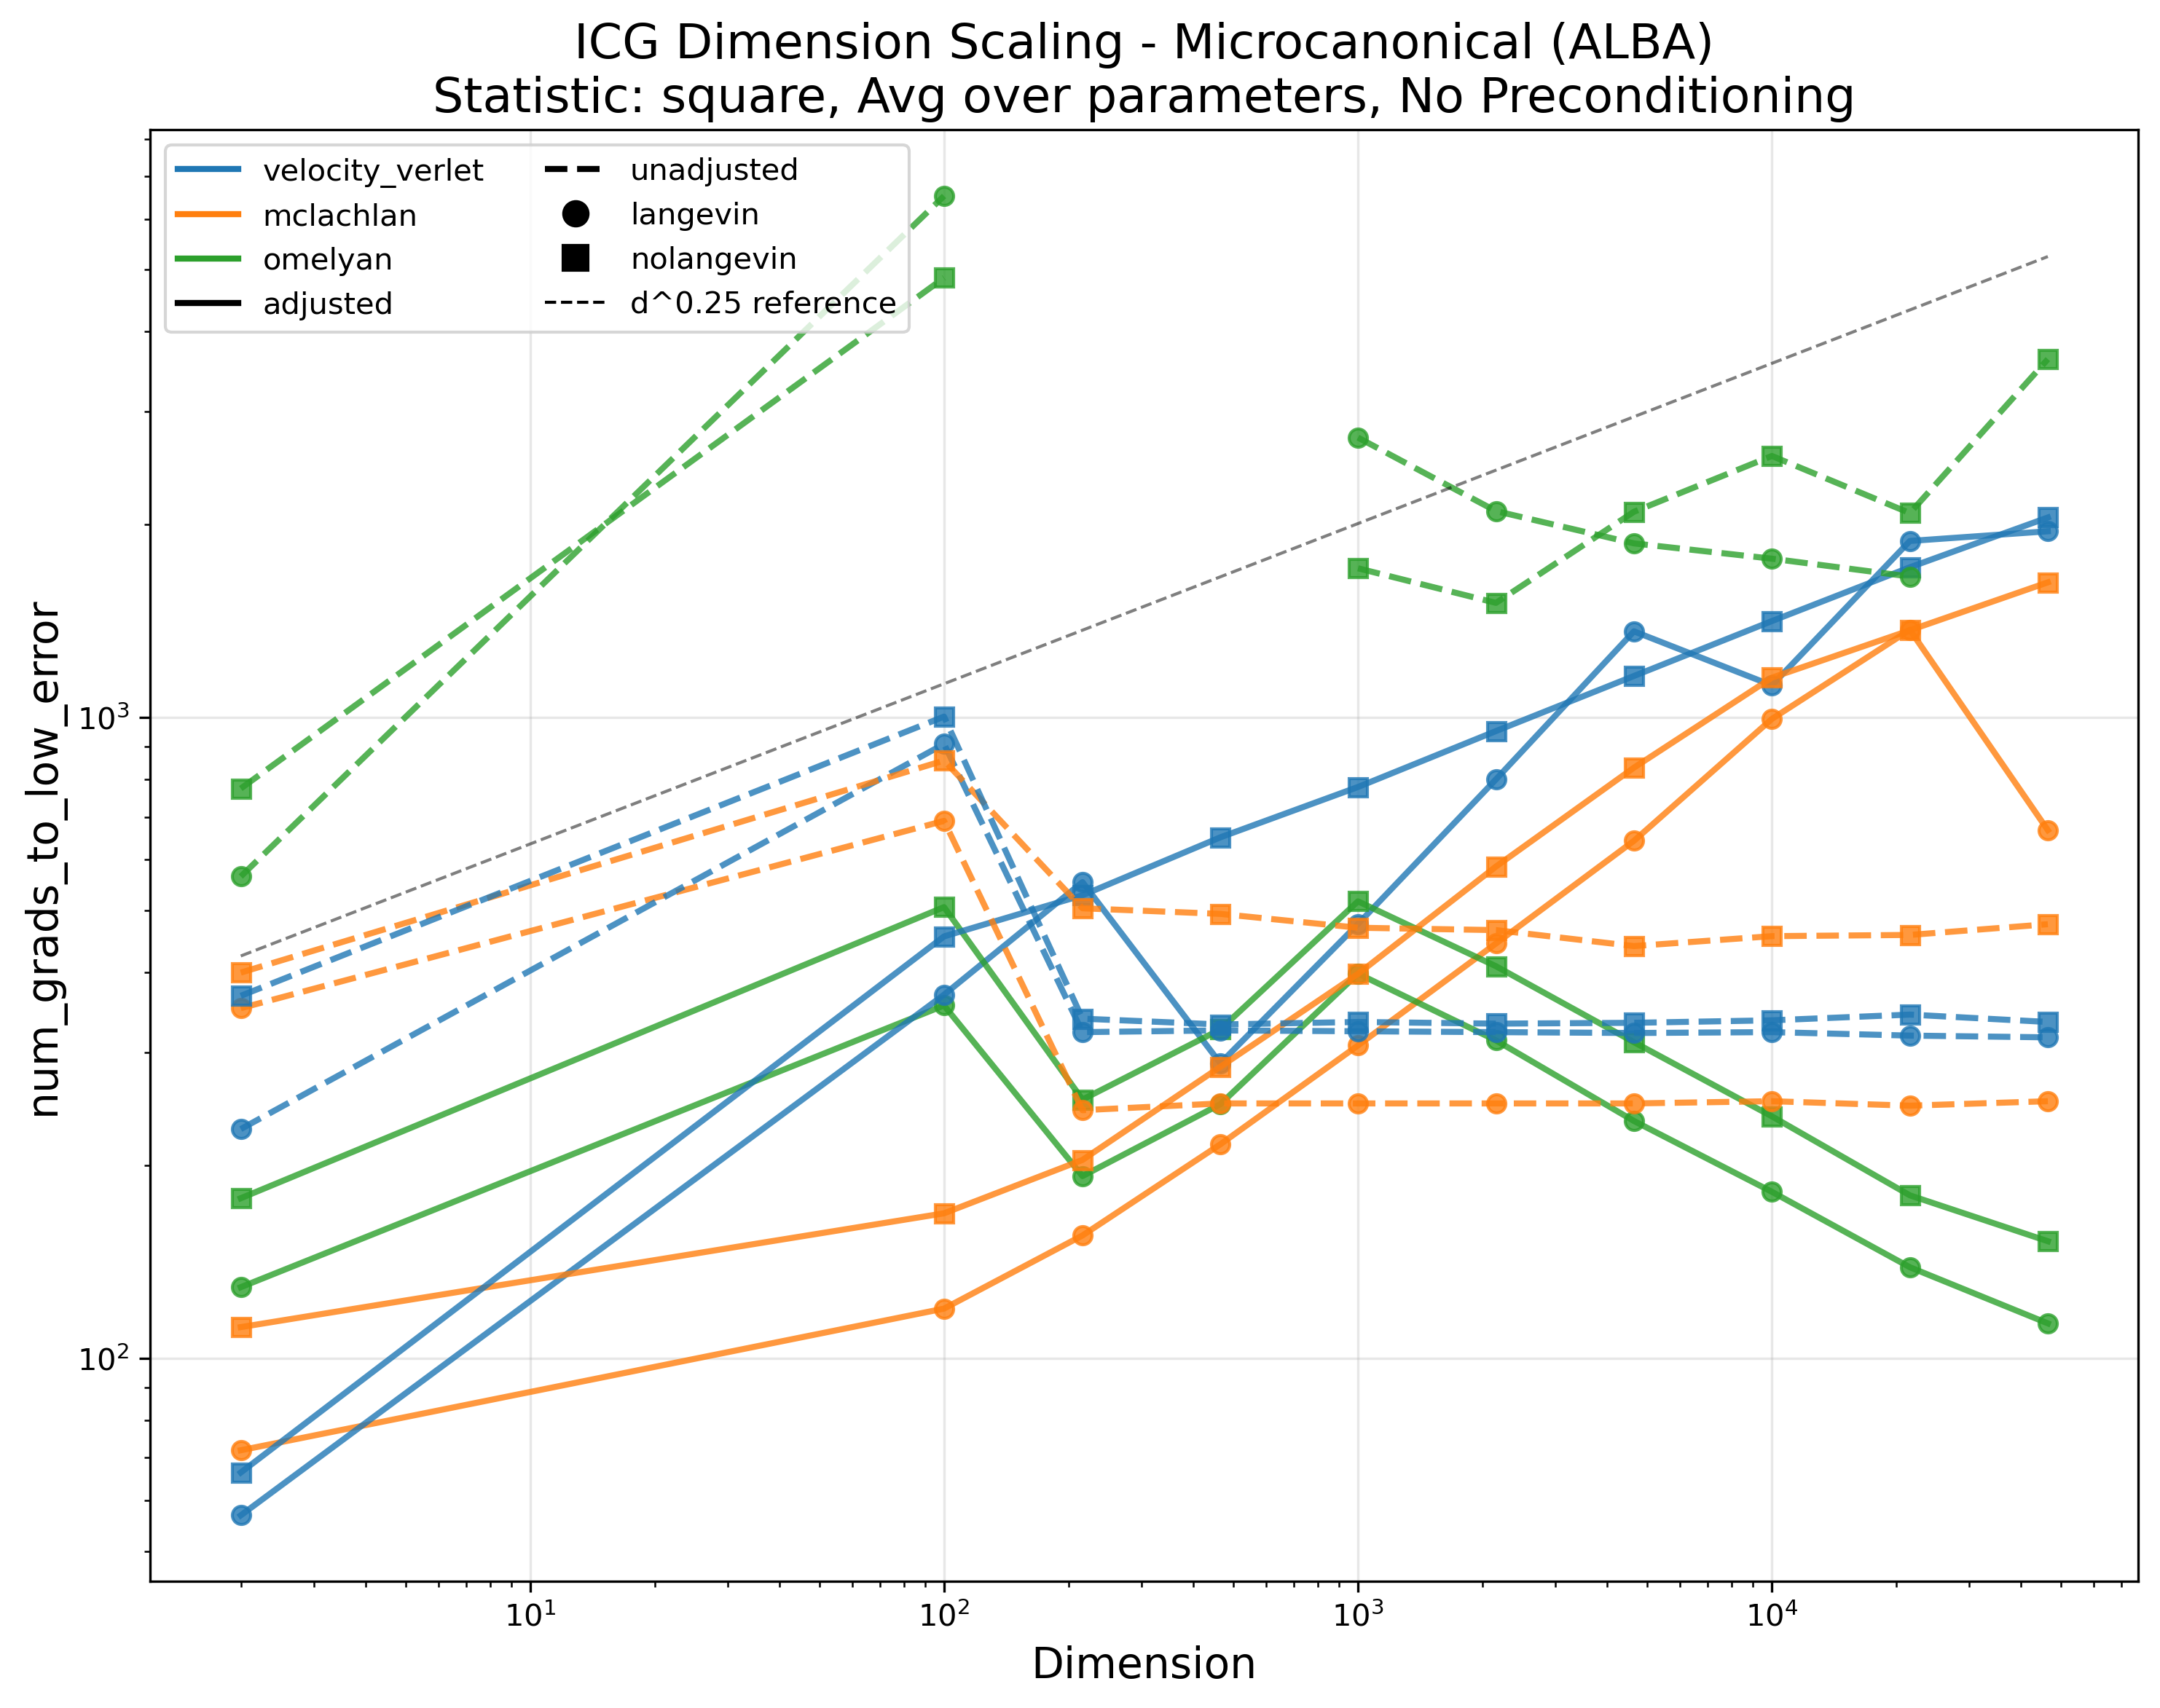 ICG Dimension Scaling - Microcanonical (ALBA)
Statistic: square, Avg over parameters, No Preconditioning
velocity_verlet
mclachlan
omelyan
adjusted
unadjusted
langevin
nolangevin
d^0.25 reference
num_grads_to_low_error
10³
10²
10¹
10²
10³
10⁴
Dimension